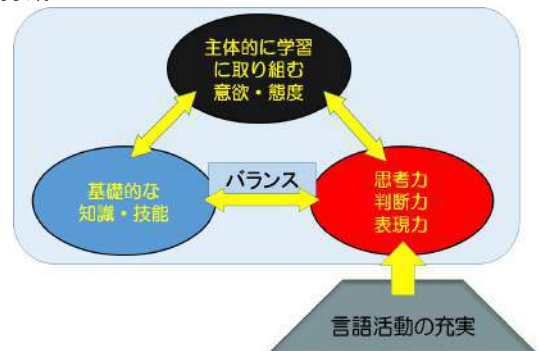 主体的に学習
に取り組む
意欲・態度
バランス
基礎的な
知識・技能
思考力
判断力
表現力
言語活動の充実